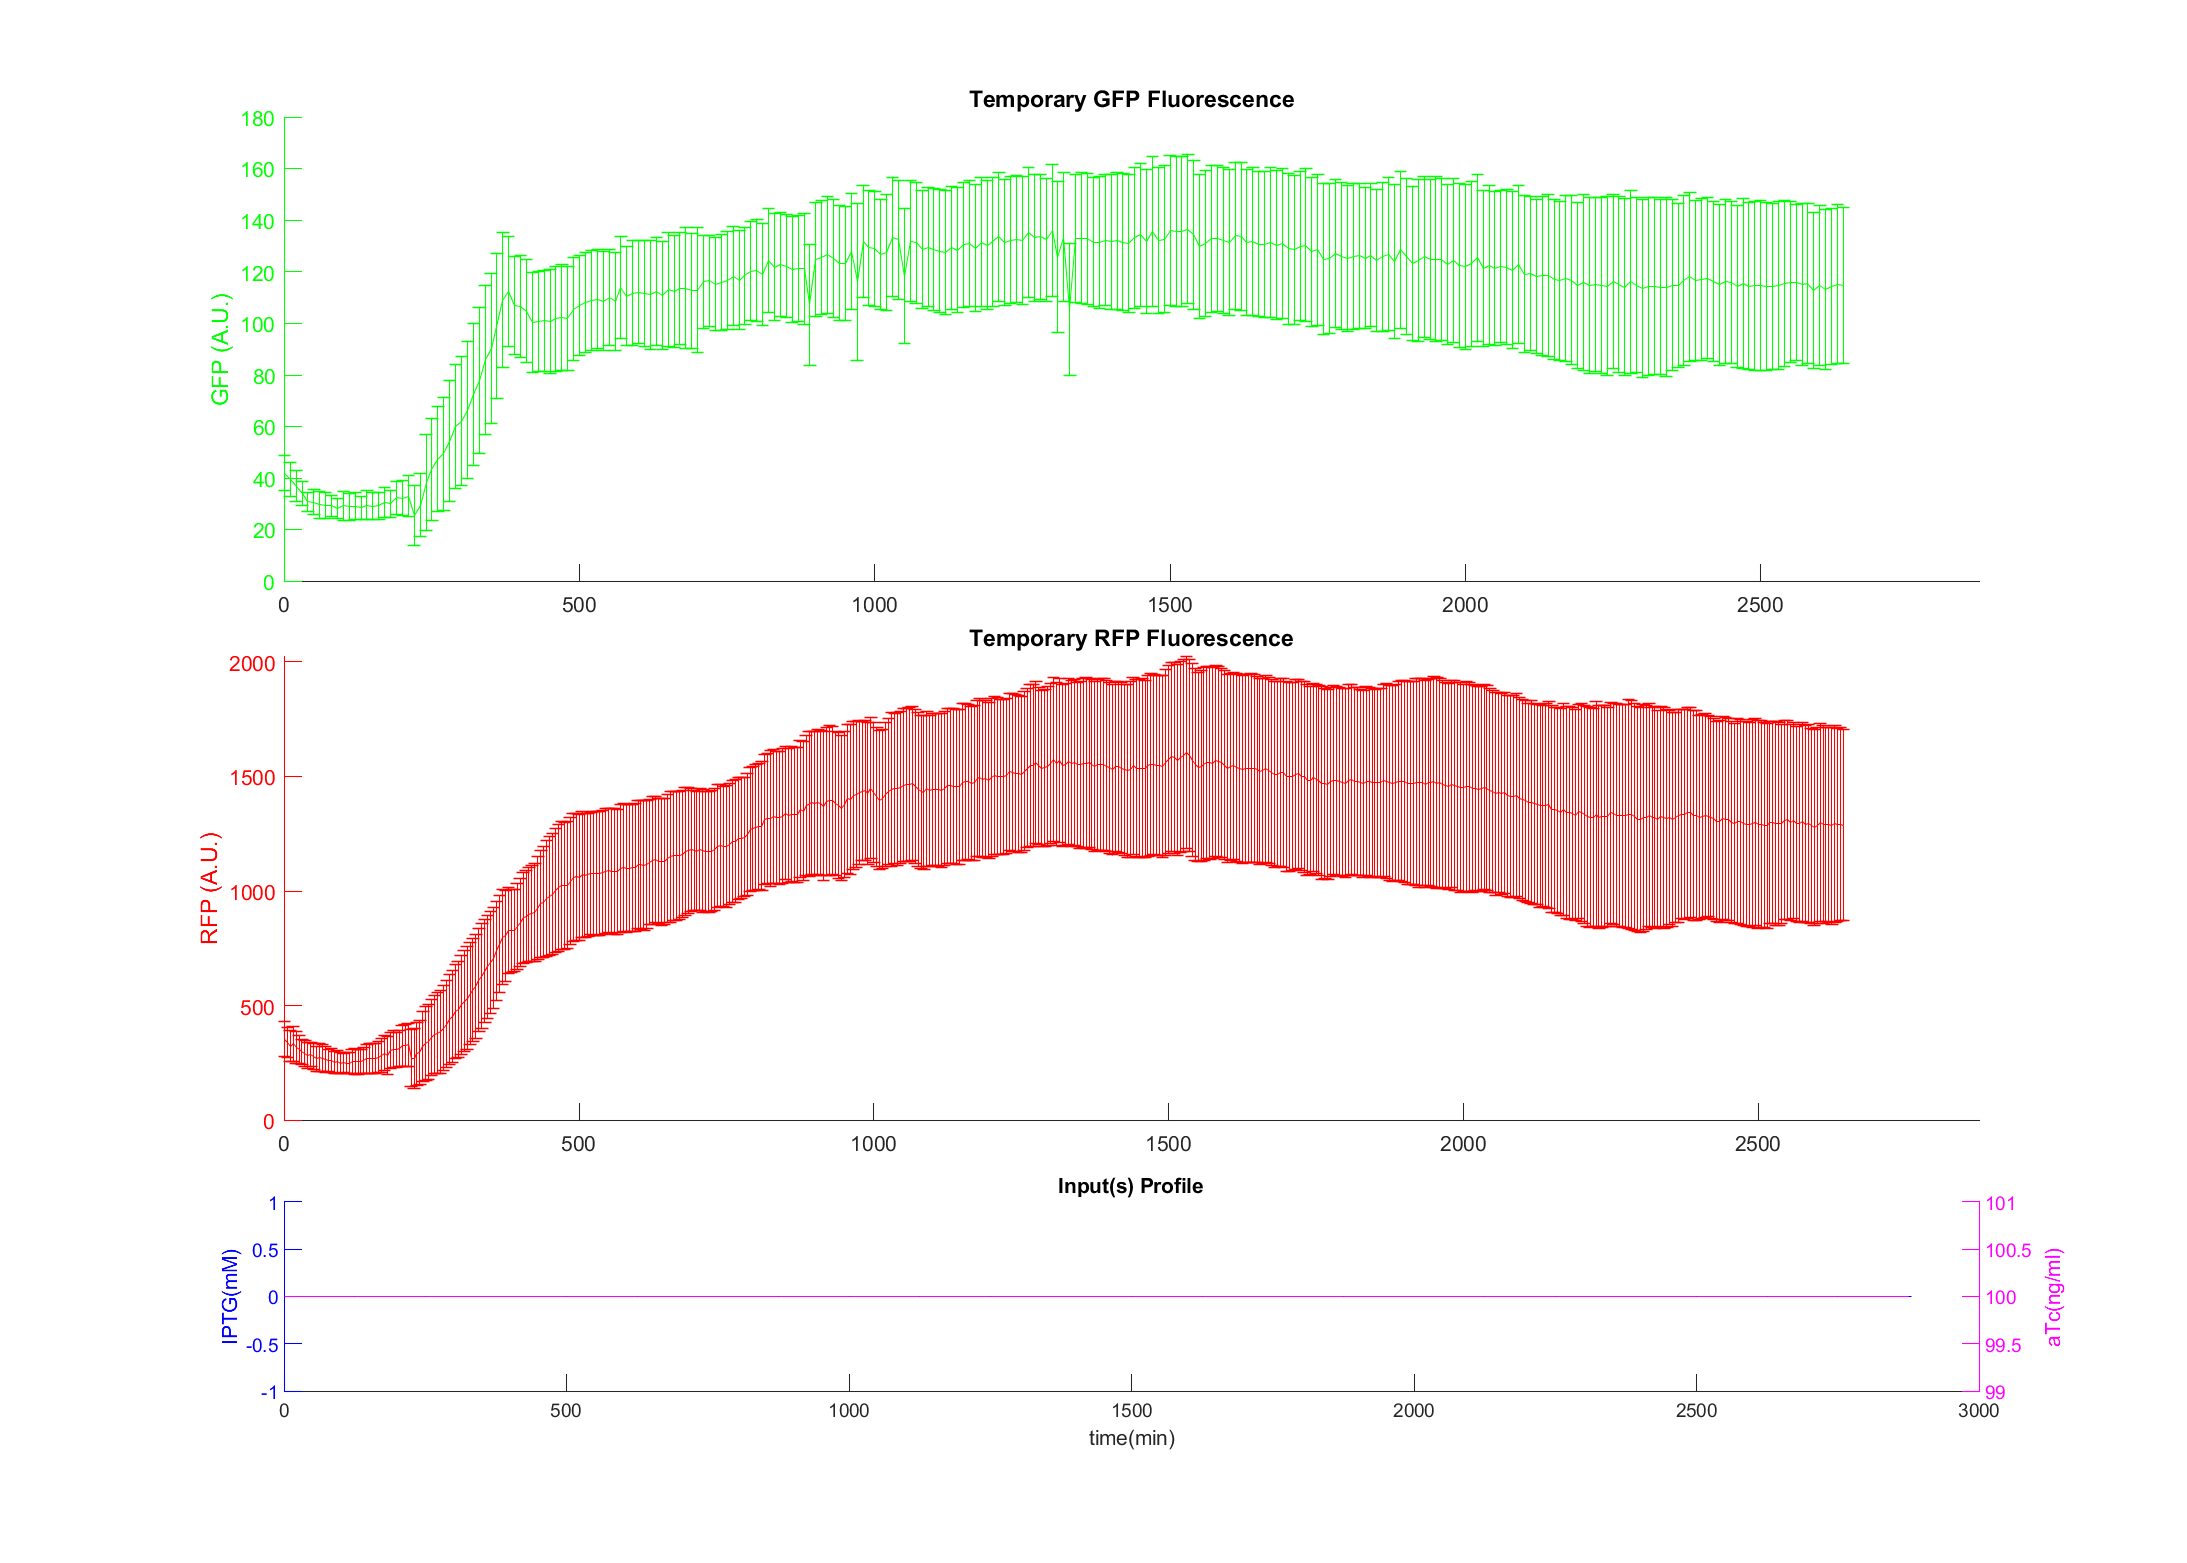 Temporary GFP Fluorescence
180
160
140
120
100
80
60
40
20
0
GFP (A.U.)
0 500 1000 1500 2000 2500
Temporary RFP Fluorescence
2000
1500
1000
500
0
RFP (A.U.)
0 500 1000 1500 2000 2500
Input(s) Profile
1
0.5
0
-0.5
-1
IPTG(mM)
101
100.5
100
99.5
99
aTc(ng/ml)
0 500 1000 1500 2000 2500 3000
time(min)